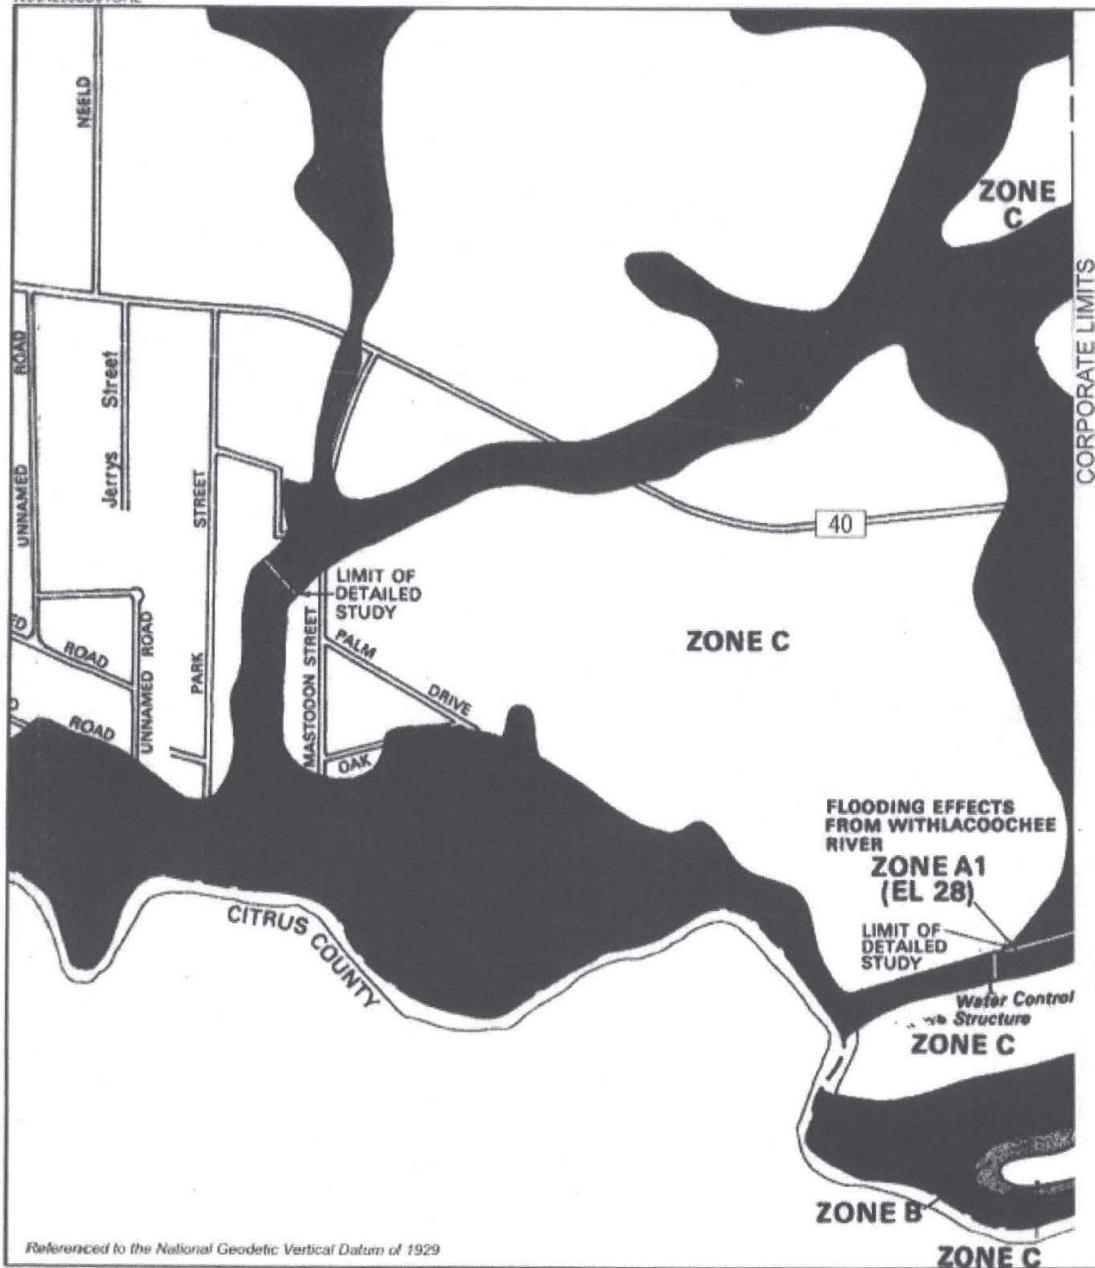 NEELD
ZONE
C
CORPORATE LIMITS
UNNAMED ROAD
Jerrys Street
PARK STREET
40
LIMIT OF
DETAILED
STUDY
UNNAMED ROAD
MASTODON STREET
PALM DRIVE
ROAD
ROAD
OAK
ZONE C
FLOODING EFFECTS
FROM WITHLACOOCHEE
RIVER
ZONE A1
(EL 28)
LIMIT OF
DETAILED
STUDY
Water Control
Structure
ZONE C
CITRUS COUNTY
ZONE B
ZONE C
Referenced to the National Geodetic Vertical Datum of 1929